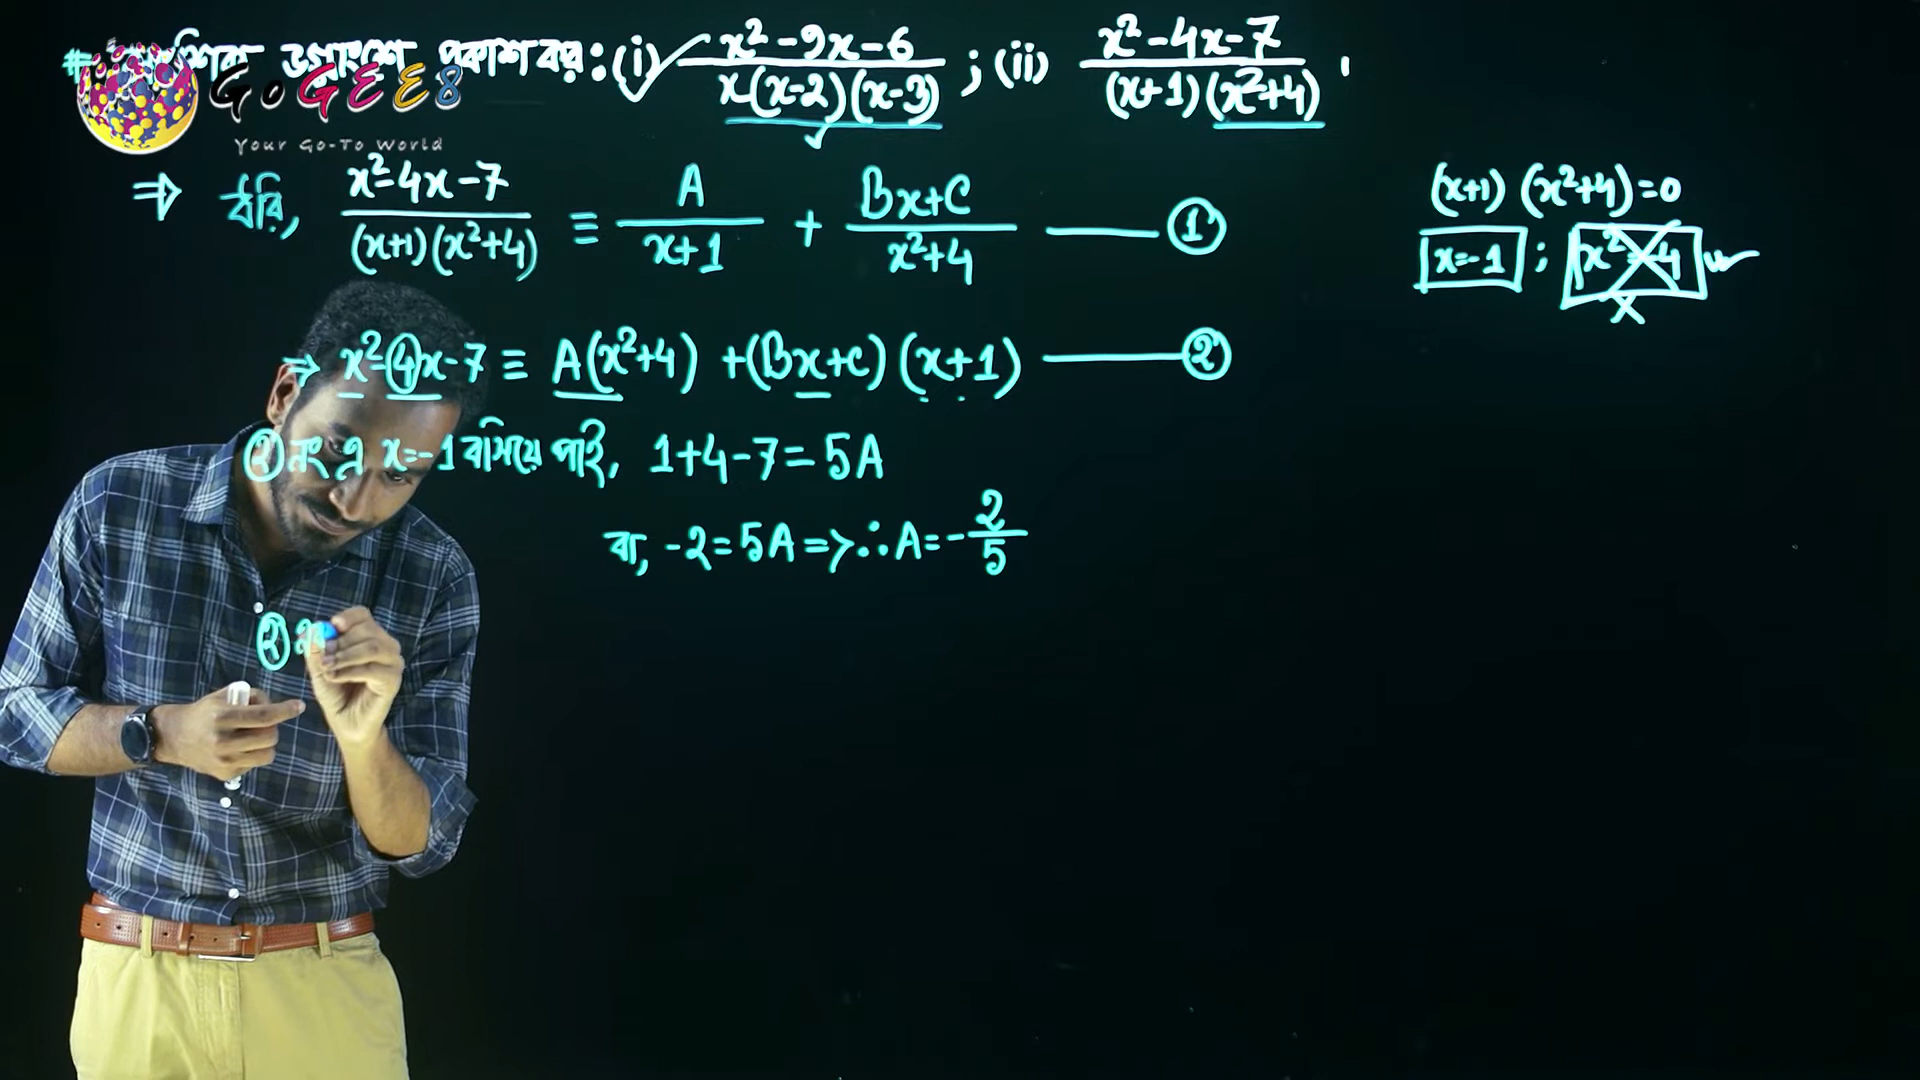 # ভগ্নাংশে প্রকাশ কর: (i) x²-9x-6 / x(x-2)(x-3) ; (ii) x²-4x-7 / (x+1)(x²+4) ।
GoGEE8
Your Go-To World
⇒ ধরি, x²-4x-7 / (x+1)(x²+4) ≡ A / x+1 + Bx+C / x²+4 —— ①
(x+1) (x²+4)=0
x=-1 ; x²=-4
⇒ x²-4x-7 ≡ A(x²+4) +(Bx+C) (x+1) —— ②
② নং এ x=-1 বসিয়ে পাই, 1+4-7=5A
বা, -2=5A=>∴A=-2/5
② নং